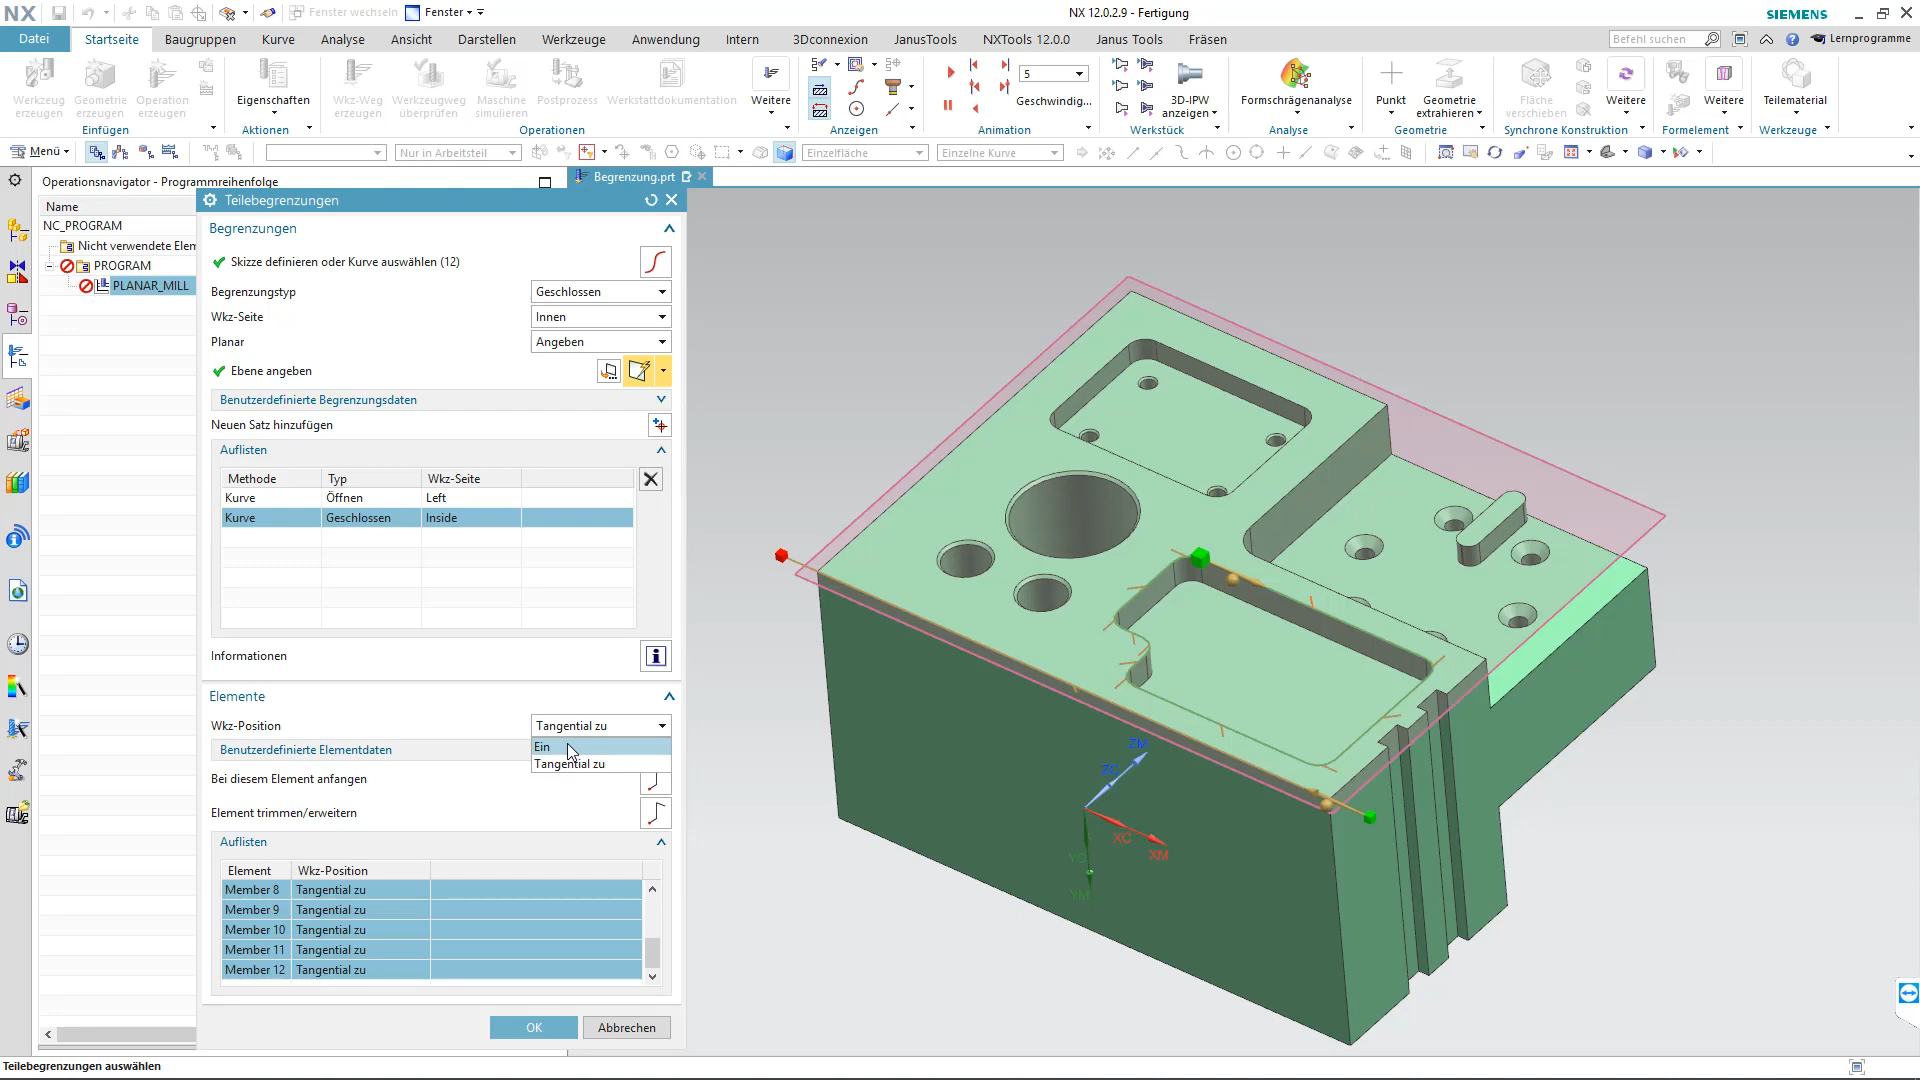 NX
Fenster wechseln
Fenster
NX 12.0.2.9 - Fertigung
SIEMENS
Datei
Startseite
Baugruppen
Kurve
Analyse
Ansicht
Darstellen
Werkzeuge
Anwendung
Intern
3Dconnexion
JanusTools
NXTools 12.0.0
Janus Tools
Fräsen
Befehl suchen
Lernprogramme
Werkzeug erzeugen
Geometrie erzeugen
Operation erzeugen
Einfügen
Eigenschaften
Aktionen
Wkz-Weg erzeugen
Werkzeugweg überprüfen
Maschine simulieren
Postprozess
Werkstattdokumentation
Weitere
Operationen
Anzeigen
5
Geschwindig...
Animation
3D-IPW anzeigen
Werkstück
Formschrägenanalyse
Analyse
Punkt
Geometrie extrahieren
Geometrie
Fläche verschieben
Weitere
Synchrone Konstruktion
Weitere
Formelement
Teilematerial
Werkzeuge
Menü
Nur in Arbeitsteil
Einzelfläche
Einzelne Kurve
Operationsnavigator - Programmreihenfolge
Begrenzung.prt
Name
NC_PROGRAM
Nicht verwendete Elem
PROGRAM
PLANAR_MILL
Teilebegrenzungen
Begrenzungen
Skizze definieren oder Kurve auswählen (12)
Begrenzungstyp
Geschlossen
Wkz-Seite
Innen
Planar
Angeben
Ebene angeben
Benutzerdefinierte Begrenzungsdaten
Neuen Satz hinzufügen
Auflisten
Methode Typ Wkz-Seite
Kurve Öffnen Left
Kurve Geschlossen Inside
Informationen
Elemente
Wkz-Position
Tangential zu
Ein
Tangential zu
Benutzerdefinierte Elementdaten
Bei diesem Element anfangen
Element trimmen/erweitern
Auflisten
Element Wkz-Position
Member 8 Tangential zu
Member 9 Tangential zu
Member 10 Tangential zu
Member 11 Tangential zu
Member 12 Tangential zu
OK
Abbrechen
ZM
ZC
XC
XM
YC
YM
Teilebegrenzungen auswählen